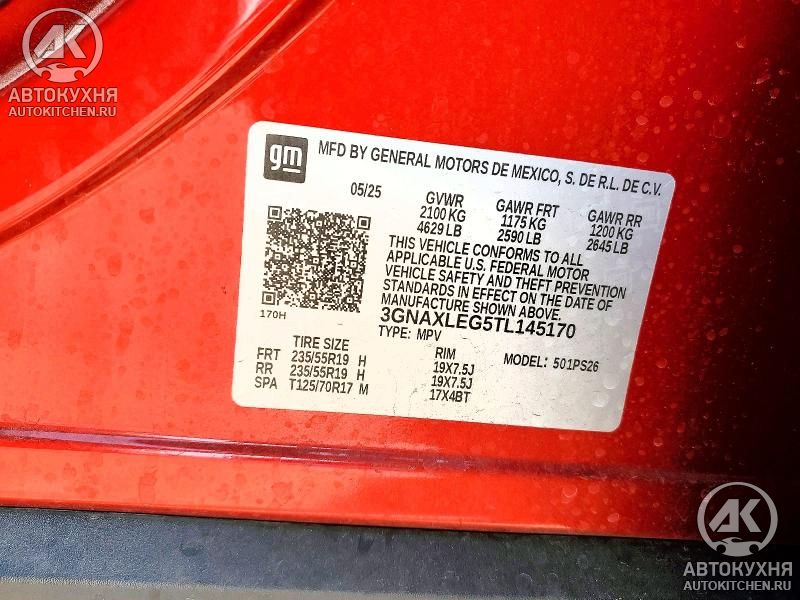 AK
АВТОКУХНЯ
AUTOKITCHEN.RU
gm
MFD BY GENERAL MOTORS DE MEXICO, S. DE R.L. DE C.V.
05/25 GVWR GAWR FRT GAWR RR
2100 KG 1175 KG 1200 KG
4629 LB 2590 LB 2645 LB
THIS VEHICLE CONFORMS TO ALL
APPLICABLE U.S. FEDERAL MOTOR
VEHICLE SAFETY AND THEFT PREVENTION
STANDARDS IN EFFECT ON THE DATE OF
MANUFACTURE SHOWN ABOVE.
170H
3GNAXLEG5TL145170
TYPE: MPV
TIRE SIZE RIM MODEL: 501PS26
FRT 235/55R19 H 19X7.5J
RR 235/55R19 H 19X7.5J
SPA T125/70R17 M 17X4BT
AK
АВТОКУХНЯ
AUTOKITCHEN.RU